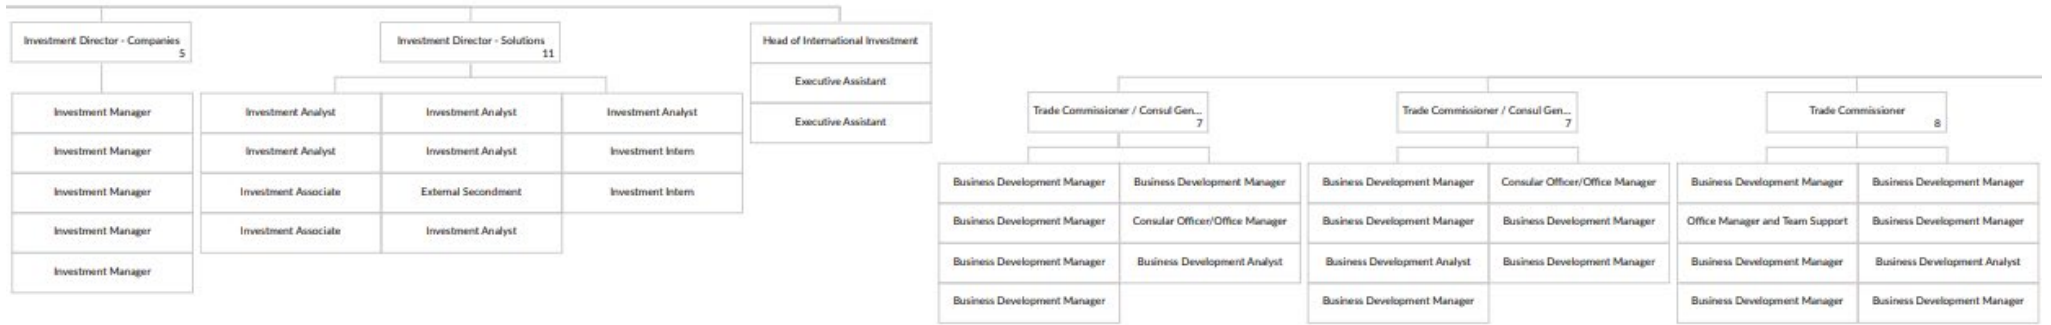 Investment Director - Companies
5
Investment Manager
Investment Manager
Investment Manager
Investment Manager
Investment Manager
Investment Director - Solutions
11
Investment Analyst
Investment Analyst
Investment Associate
Investment Associate
Investment Analyst
Investment Analyst
External Secondment
Investment Analyst
Investment Analyst
Investment Intern
Investment Intern
Head of International Investment
Executive Assistant
Executive Assistant
Trade Commissioner / Consul Gen...
7
Business Development Manager
Business Development Manager
Business Development Manager
Business Development Manager
Business Development Manager
Consular Officer/Office Manager
Business Development Analyst
Trade Commissioner / Consul Gen...
7
Business Development Manager
Business Development Manager
Business Development Analyst
Business Development Manager
Consular Officer/Office Manager
Business Development Manager
Business Development Manager
Trade Commissioner
8
Business Development Manager
Office Manager and Team Support
Business Development Manager
Business Development Manager
Business Development Manager
Business Development Manager
Business Development Analyst
Business Development Manager